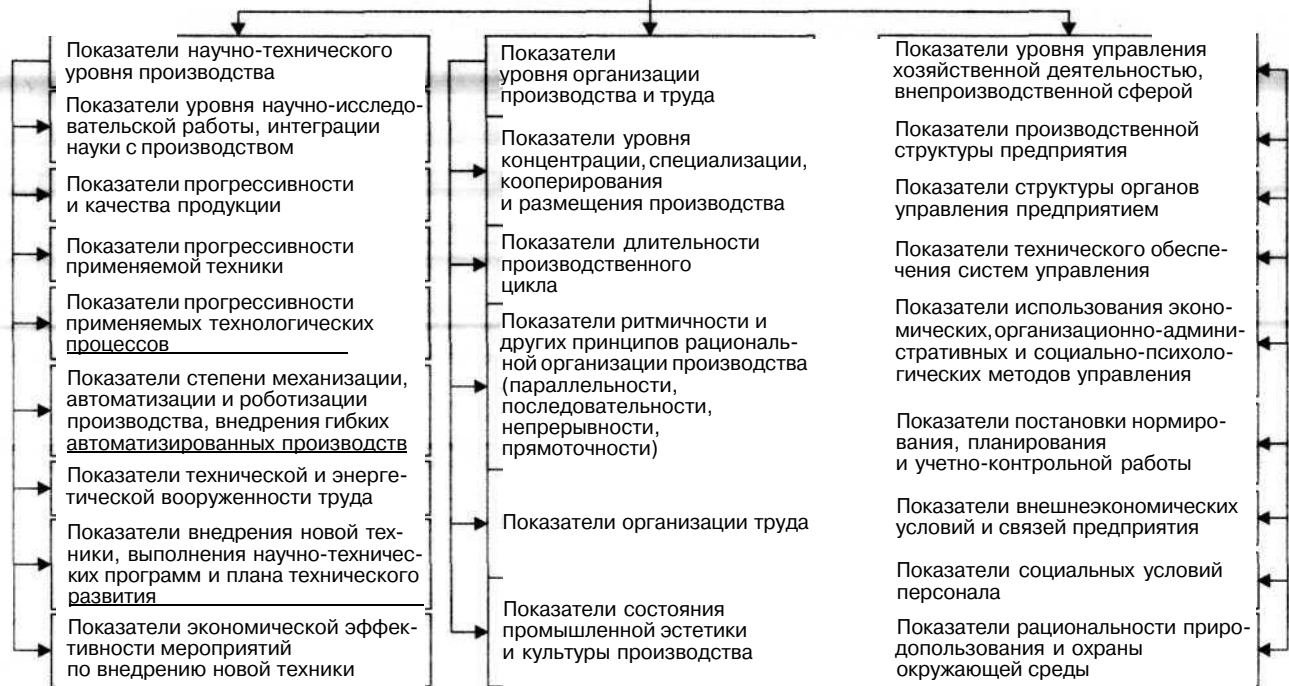 Показатели научно-технического
уровня производства
Показатели уровня научно-исследо-
вательской работы, интеграции
науки с производством
Показатели прогрессивности
и качества продукции
Показатели прогрессивности
применяемой техники
Показатели прогрессивности
применяемых технологических
процессов
Показатели степени механизации,
автоматизации и роботизации
производства, внедрения гибких
автоматизированных производств
Показатели технической и энерге-
тической вооруженности труда
Показатели внедрения новой тех-
ники, выполнения научно-техничес-
ких программ и плана технического
развития
Показатели экономической эффек-
тивности мероприятий
по внедрению новой техники
Показатели
уровня организации
производства и труда
Показатели уровня
концентрации, специализации,
кооперирования
и размещения производства
Показатели длительности
производственного
цикла
Показатели ритмичности и
других принципов рациональ-
ной организации производства
(параллельности,
последовательности,
непрерывности,
прямоточности)
Показатели организации труда
Показатели состояния
промышленной эстетики
и культуры производства
Показатели уровня управления
хозяйственной деятельностью,
внепроизводственной сферой
Показатели производственной
структуры предприятия
Показатели структуры органов
управления предприятием
Показатели технического обеспе-
чения систем управления
Показатели использования эконо-
мических, организационно-админи-
стративных и социально-психоло-
гических методов управления
Показатели постановки нормиро-
вания, планирования
и учетно-контрольной работы
Показатели внешнеэкономических
условий и связей предприятия
Показатели социальных условий
персонала
Показатели рациональности приро-
допользования и охраны
окружающей среды